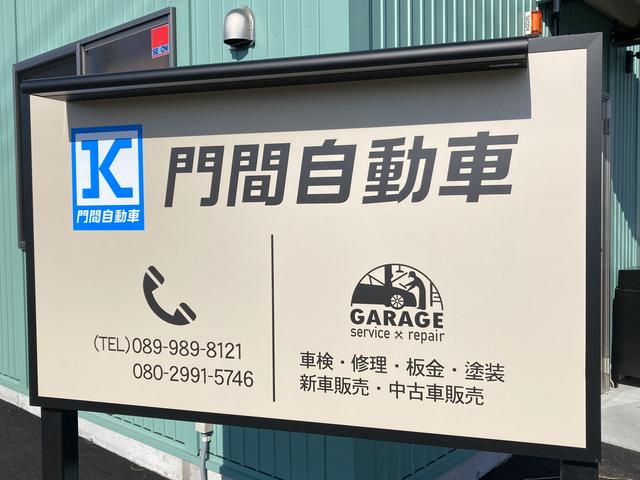 SECOM
K
門間自動車
門間自動車
(TEL)089-989-8121
080-2991-5746
GARAGE
service repair
車検・修理・板金・塗装
新車販売・中古車販売